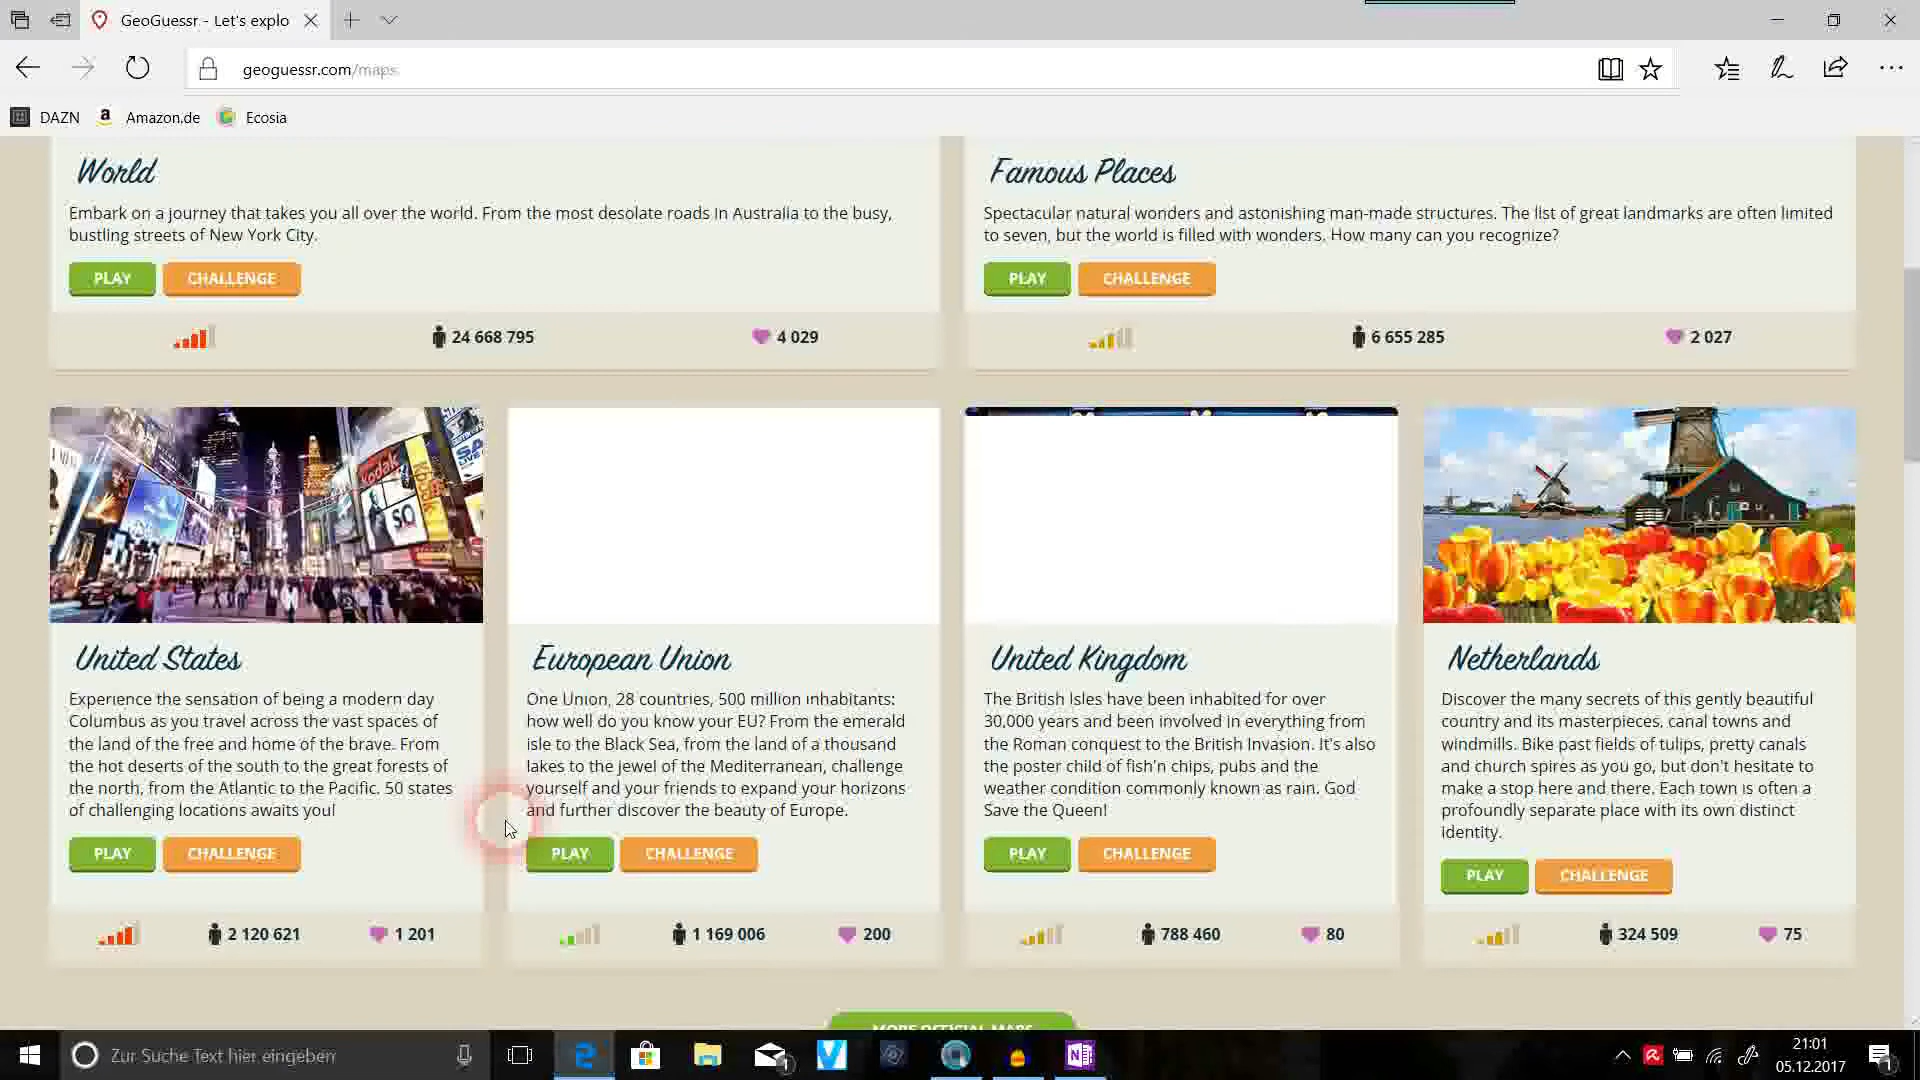 GeoGuessr - Let's explo
geoguessr.com/maps
DAZN
Amazon.de
Ecosia
World
Famous Places
Embark on a journey that takes you all over the world. From the most desolate roads in Australia to the busy,
bustling streets of New York City.
Spectacular natural wonders and astonishing man-made structures. The list of great landmarks are often limited
to seven, but the world is filled with wonders. How many can you recognize?
PLAY CHALLENGE
PLAY CHALLENGE
24 668 795
4 029
6 655 285
2 027
Kodak
SQ
United States
Experience the sensation of being a modern day
Columbus as you travel across the vast spaces of
the land of the free and home of the brave. From
the hot deserts of the south to the great forests of
the north, from the Atlantic to the Pacific. 50 states
of challenging locations awaits you!
PLAY CHALLENGE
2 120 621
1 201
European Union
One Union, 28 countries, 500 million inhabitants:
how well do you know your EU? From the emerald
isle to the Black Sea, from the land of a thousand
lakes to the jewel of the Mediterranean, challenge
yourself and your friends to expand your horizons
and further discover the beauty of Europe.
PLAY CHALLENGE
1 169 006
200
United Kingdom
The British Isles have been inhabited for over
30,000 years and been involved in everything from
the Roman conquest to the British Invasion. It's also
the poster child of fish'n chips, pubs and the
weather condition commonly known as rain. God
Save the Queen!
PLAY CHALLENGE
788 460
80
Netherlands
Discover the many secrets of this gently beautiful
country and its masterpieces, canal towns and
windmills. Bike past fields of tulips, pretty canals
and church spires as you go, but don't hesitate to
make a stop here and there. Each town is often a
profoundly separate place with its own distinct
identity.
PLAY CHALLENGE
324 509
75
MORE OFFICIAL MAPS
Zur Suche Text hier eingeben
21:01
05.12.2017